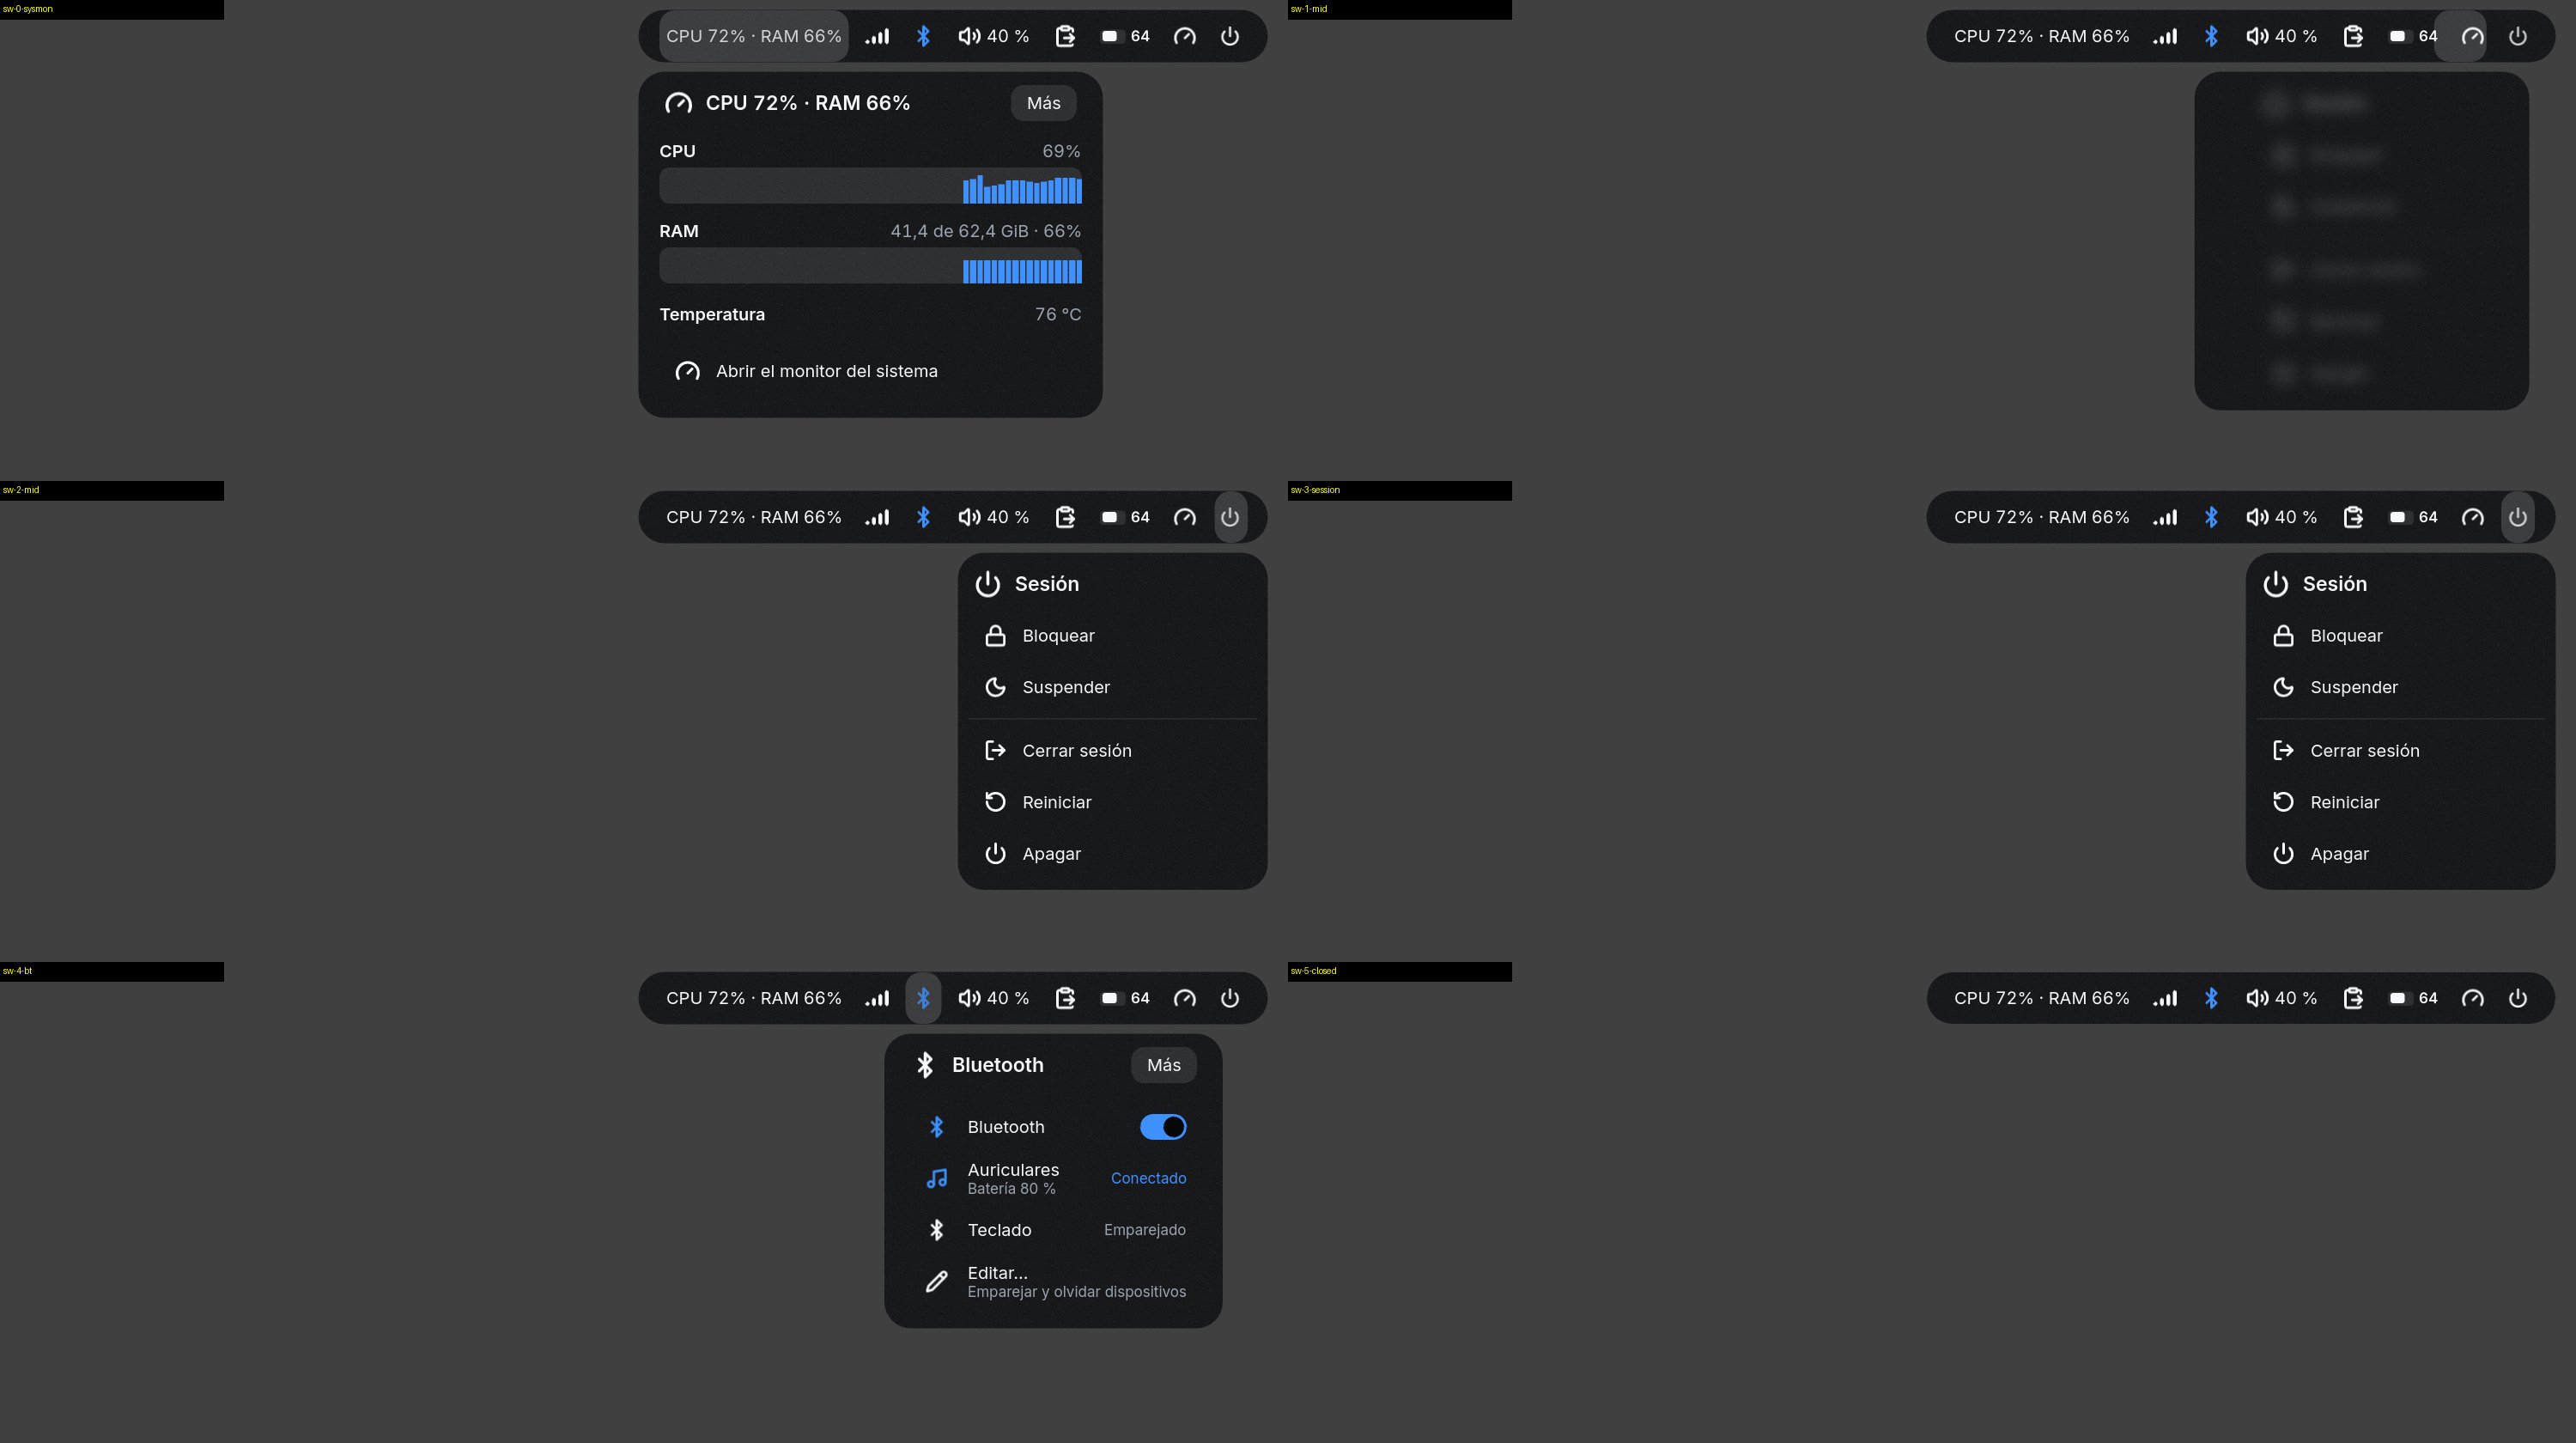 sw-0-sysmon
CPU 72% · RAM 66%
40 %
64
CPU 72% · RAM 66%
Más
CPU
69%
RAM
41,4 de 62,4 GiB · 66%
Temperatura
76 °C
Abrir el monitor del sistema
sw-1-mid
CPU 72% · RAM 66%
40 %
64
sw-2-mid
CPU 72% · RAM 66%
40 %
64
Sesión
Bloquear
Suspender
Cerrar sesión
Reiniciar
Apagar
sw-3-session
CPU 72% · RAM 66%
40 %
64
Sesión
Bloquear
Suspender
Cerrar sesión
Reiniciar
Apagar
sw-4-bt
CPU 72% · RAM 66%
40 %
64
Bluetooth
Más
Bluetooth
Auriculares
Batería 80 %
Conectado
Teclado
Emparejado
Editar...
Emparejar y olvidar dispositivos
sw-5-closed
CPU 72% · RAM 66%
40 %
64